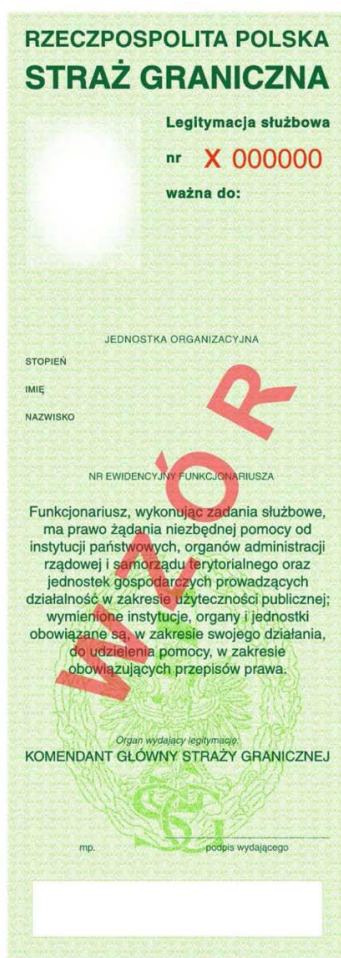 RZECZPOSPOLITA POLSKA
STRAŻ GRANICZNA
Legitymacja służbowa
nr X 000000
ważna do:
JEDNOSTKA ORGANIZACYJNA
STOPIEŃ
IMIĘ
NAZWISKO
WZÓR
NR EWIDENCYJNY FUNKCJONARIUSZA
Funkcjonariusz, wykonując zadania służbowe,
ma prawo żądania niezbędnej pomocy od
instytucji państwowych, organów administracji
rządowej i samorządu terytorialnego oraz
jednostek gospodarczych prowadzących
działalność w zakresie użyteczności publicznej;
wymienione instytucje, organy i jednostki
obowiązane są, w zakresie swojego działania,
do udzielenia pomocy, w zakresie
obowiązujących przepisów prawa.
Organ wydający legitymację:
KOMENDANT GŁÓWNY STRAŻY GRANICZNEJ
SG
mp. podpis wydającego